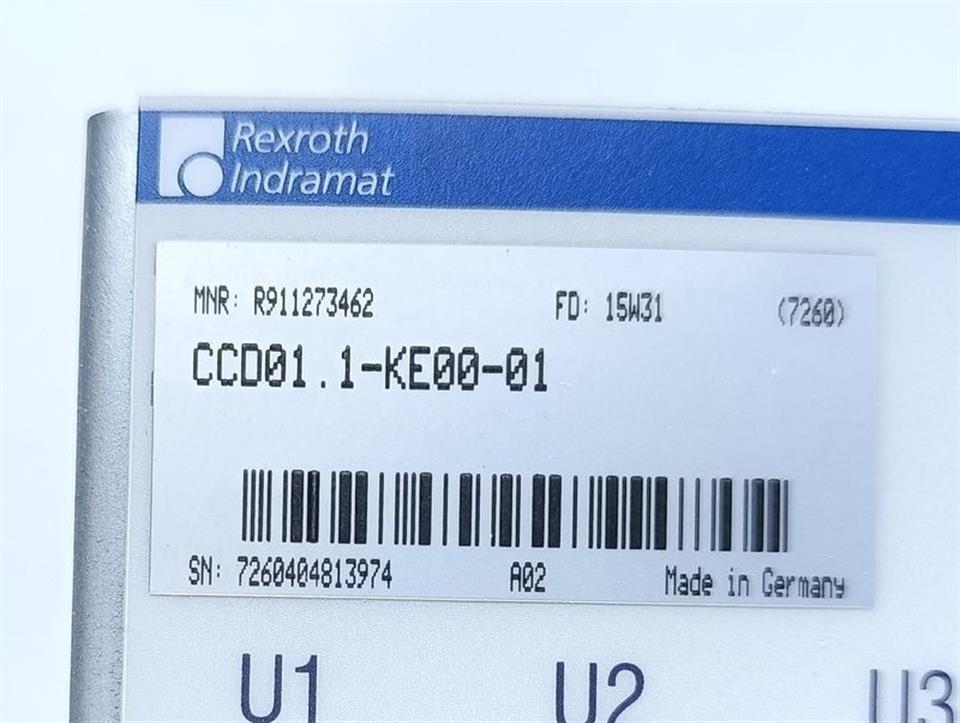 Rexroth
Indramat
MNR: R911273462 FD: 15W31 (7260)
CCD01.1-KE00-01
SN: 7260404813974 A02 Made in Germany
U1 U2 U3